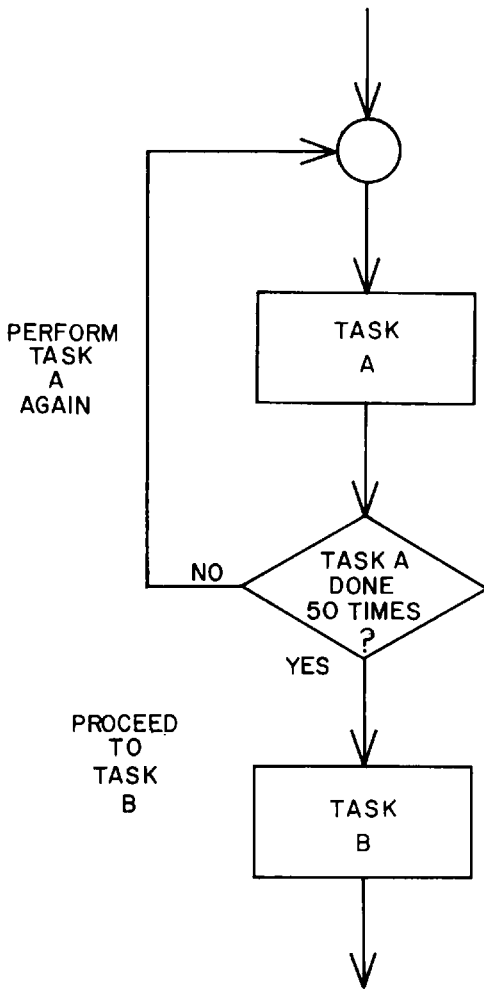 TASK
A
PERFORM
TASK
A
AGAIN
TASK A
DONE
50 TIMES
?
NO
YES
PROCEED
TO
TASK
B
TASK
B